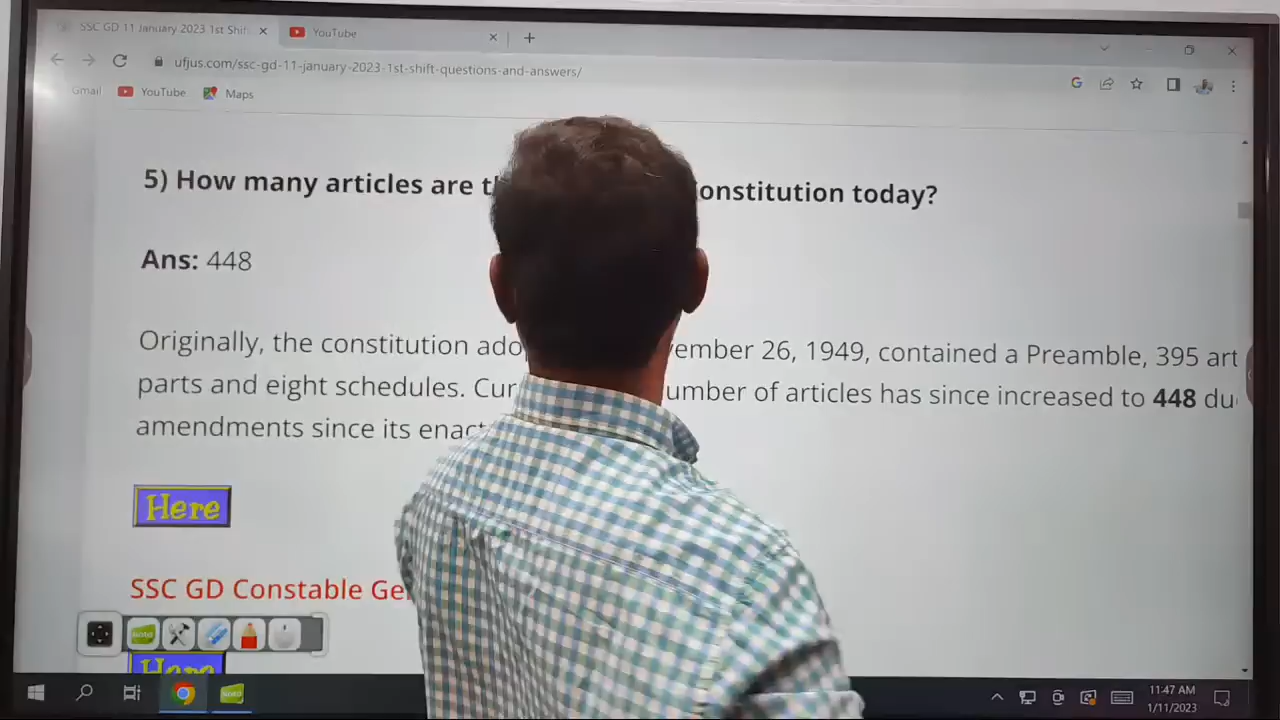 SSC GD 11 January 2023 1st Shif
YouTube
ufjus.com/ssc-gd-11-january-2023-1st-shift-questions-and-answers/
Gmail YouTube Maps
5) How many articles are onstitution today?
Ans: 448
Originally, the constitution ado ember 26, 1949, contained a Preamble, 395 art
parts and eight schedules. Cur umber of articles has since increased to 448 du
amendments since its enact
Here
SSC GD Constable Ge
Here
11:47 AM
1/11/2023